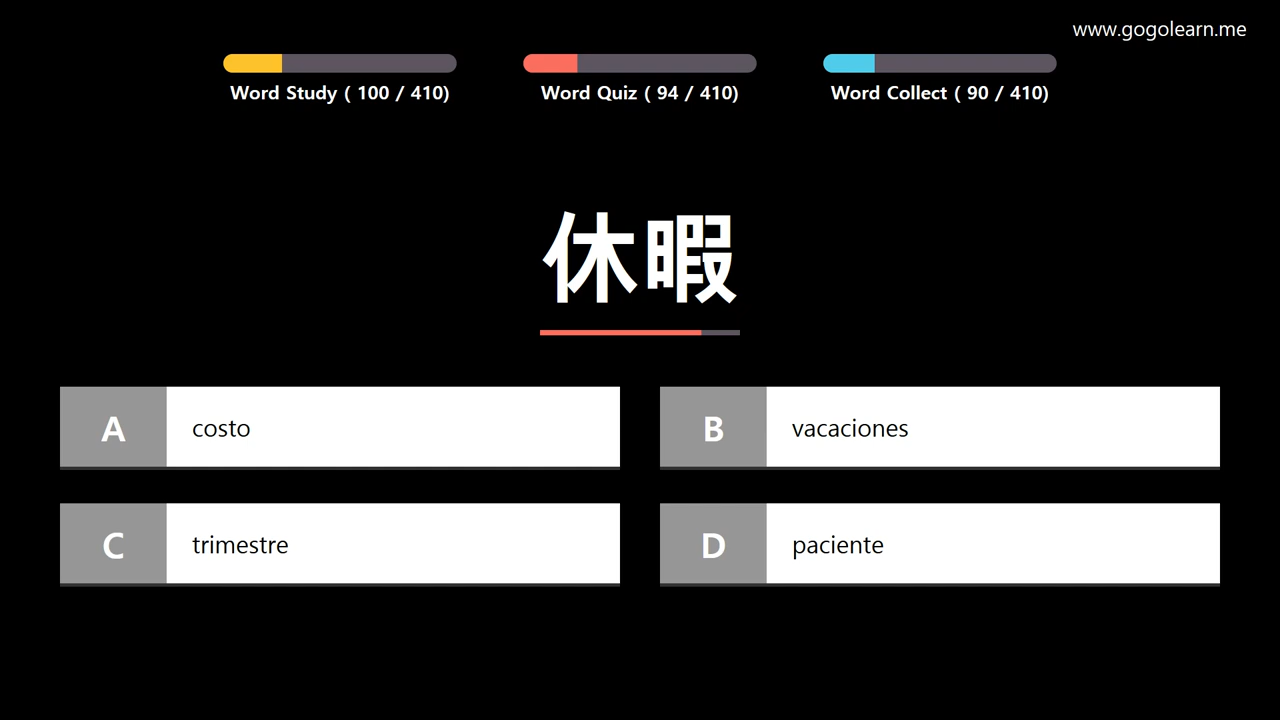 www.gogolearn.me
Word Study ( 100 / 410)
Word Quiz ( 94 / 410)
Word Collect ( 90 / 410)
休暇
A costo
B vacaciones
C trimestre
D paciente